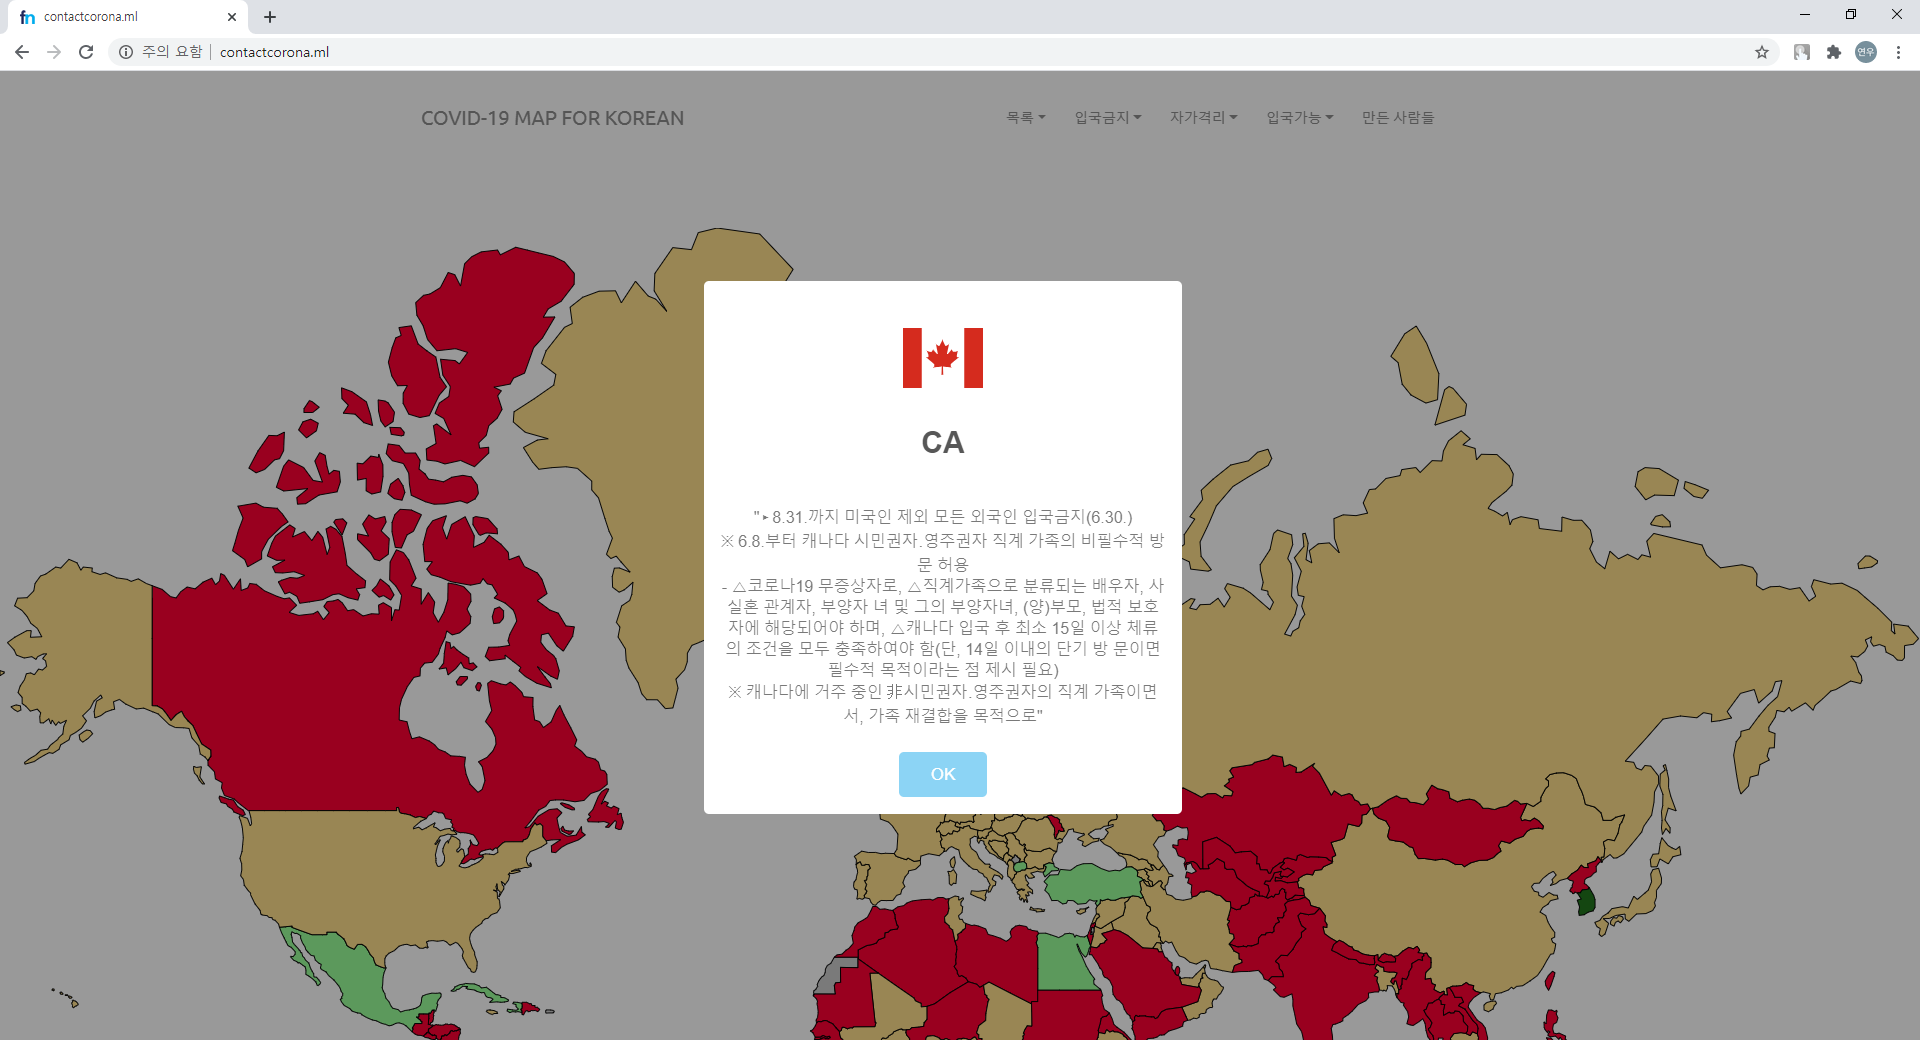 contactcorona.ml
주의 요함 contactcorona.ml
연우
COVID-19 MAP FOR KOREAN
목록 입국금지 자가격리 입국가능 만든 사람들
CA
"▸8.31.까지 미국인 제외 모든 외국인 입국금지(6.30.)
※ 6.8.부터 캐나다 시민권자.영주권자 직계 가족의 비필수적 방
문 허용
- △코로나19 무증상자로, △직계가족으로 분류되는 배우자, 사
실혼 관계자, 부양자 녀 및 그의 부양자녀, (양)부모, 법적 보호
자에 해당되어야 하며, △캐나다 입국 후 최소 15일 이상 체류
의 조건을 모두 충족하여야 함(단, 14일 이내의 단기 방 문이면
필수적 목적이라는 점 제시 필요)
※ 캐나다에 거주 중인 非시민권자.영주권자의 직계 가족이면
서, 가족 재결합을 목적으로"
OK